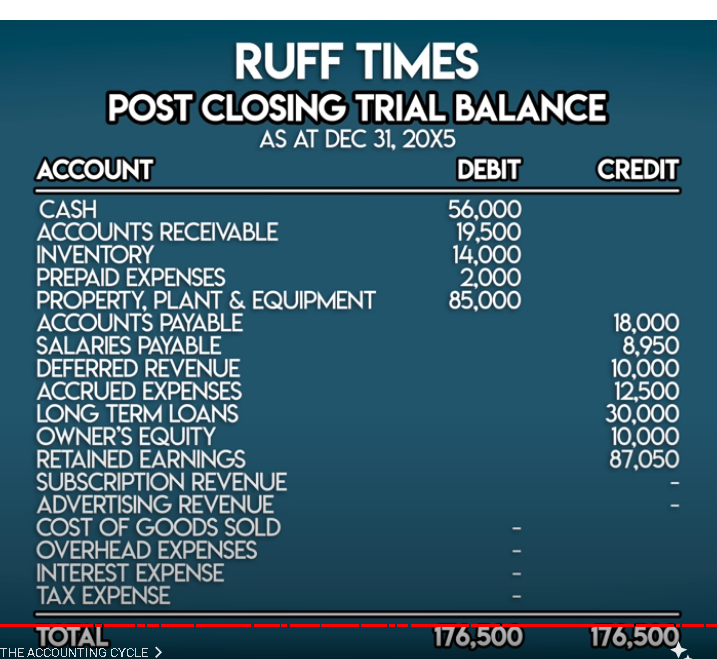 RUFF TIMES
POST CLOSING TRIAL BALANCE
AS AT DEC 31, 20X5
ACCOUNT DEBIT CREDIT
CASH 56,000
ACCOUNTS RECEIVABLE 19,500
INVENTORY 14,000
PREPAID EXPENSES 2,000
PROPERTY, PLANT & EQUIPMENT 85,000
ACCOUNTS PAYABLE 18,000
SALARIES PAYABLE 8,950
DEFERRED REVENUE 10,000
ACCRUED EXPENSES 12,500
LONG TERM LOANS 30,000
OWNER'S EQUITY 10,000
RETAINED EARNINGS 87,050
SUBSCRIPTION REVENUE -
ADVERTISING REVENUE -
COST OF GOODS SOLD -
OVERHEAD EXPENSES -
INTEREST EXPENSE -
TAX EXPENSE -
TOTAL 176,500 176,500
THE ACCOUNTING CYCLE >